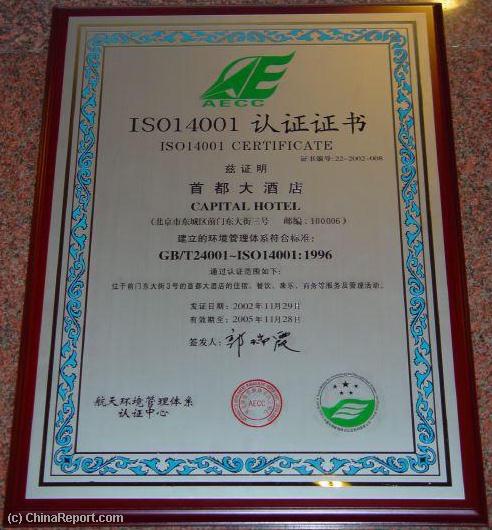 AECC
ISO14001 认证证书
ISO14001 CERTIFICATE
证书编号:22-2002-008
兹证明
首都大酒店
CAPITAL HOTEL
(北京市东城区前门东大街三号 邮编:100006)
建立的环境管理体系符合标准:
GB/T24001~ISO14001:1996
通过认证范围如下:
位于前门东大街3号的首都大酒店的住宿、餐饮、康乐、商务等服务及管理活动。
发证日期:2002年11月29日
有效期至:2005年11月28日
签发人:
航天环境管理体系
认证中心
AECC
(c) ChinaReport.com